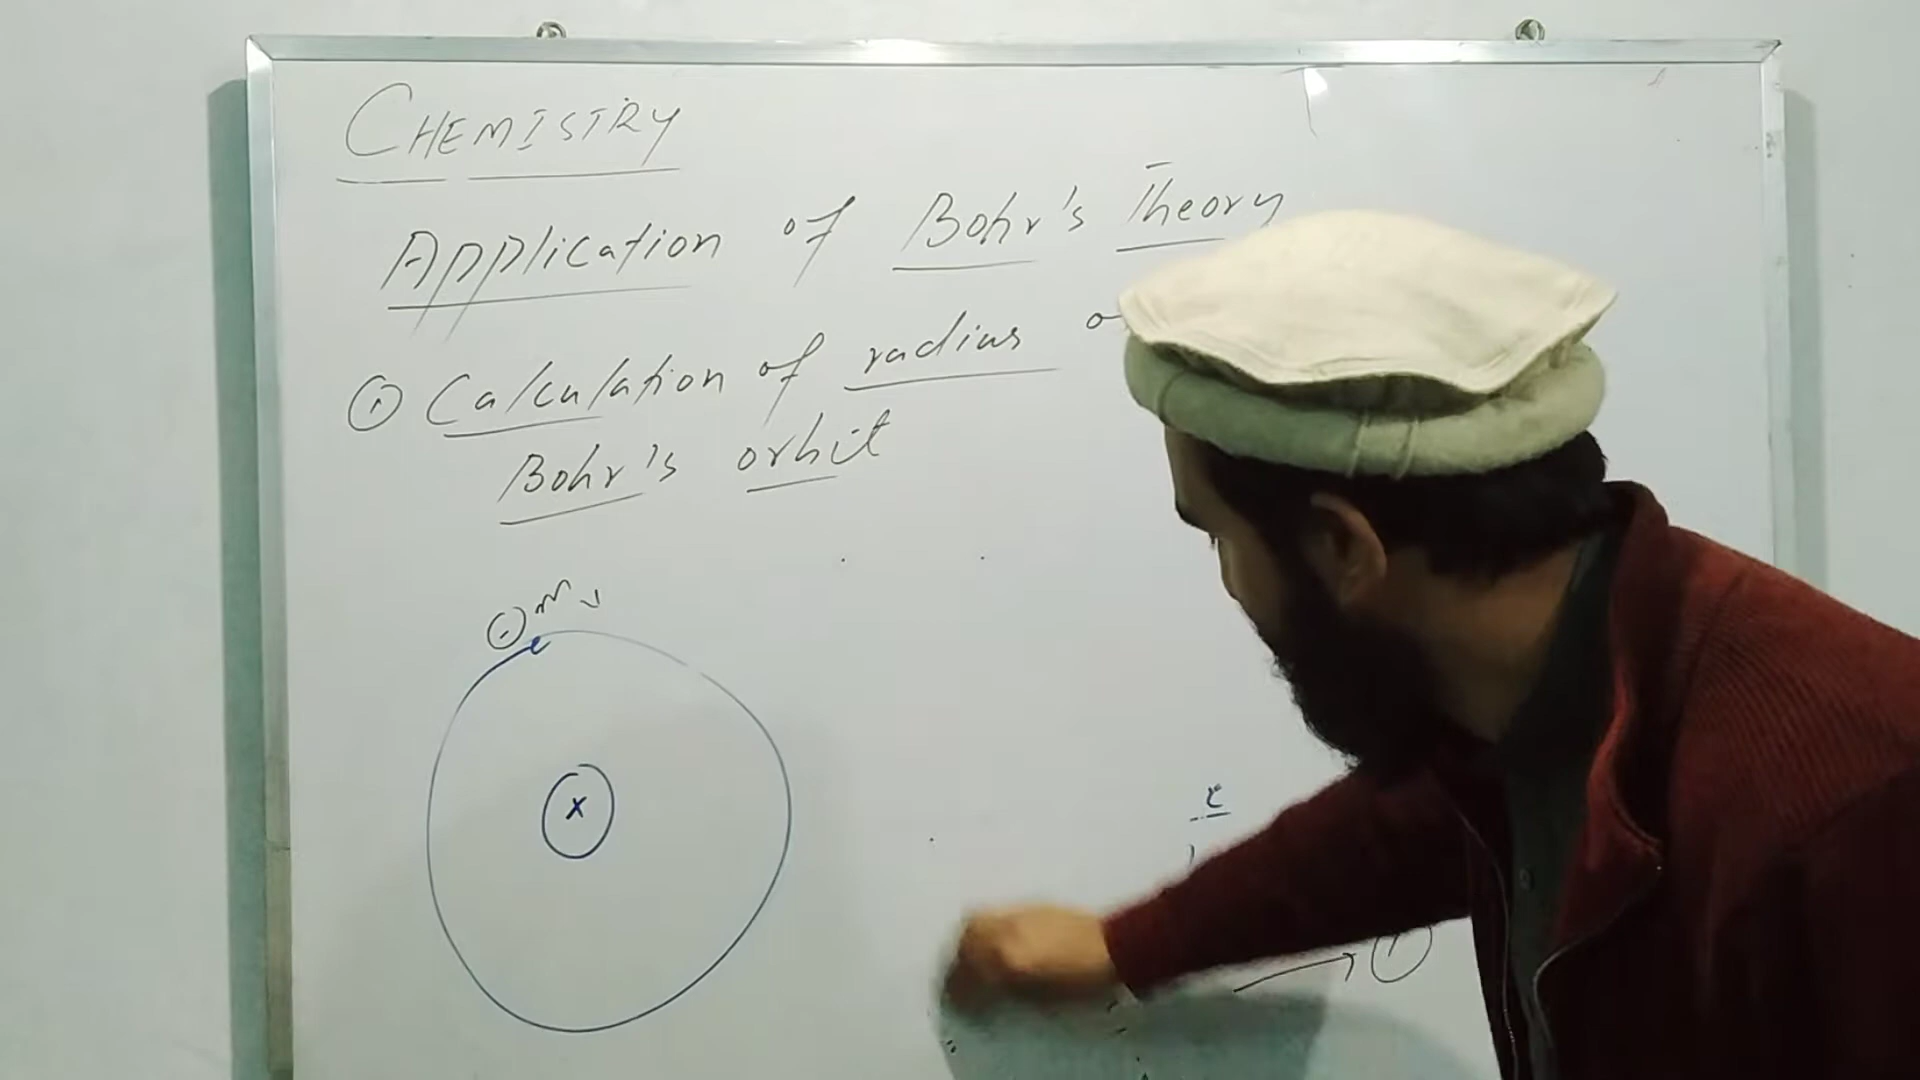 CHEMISTRY
Application of Bohr's Theory
① Calculation of radius
Bohr's orbit
m v
x